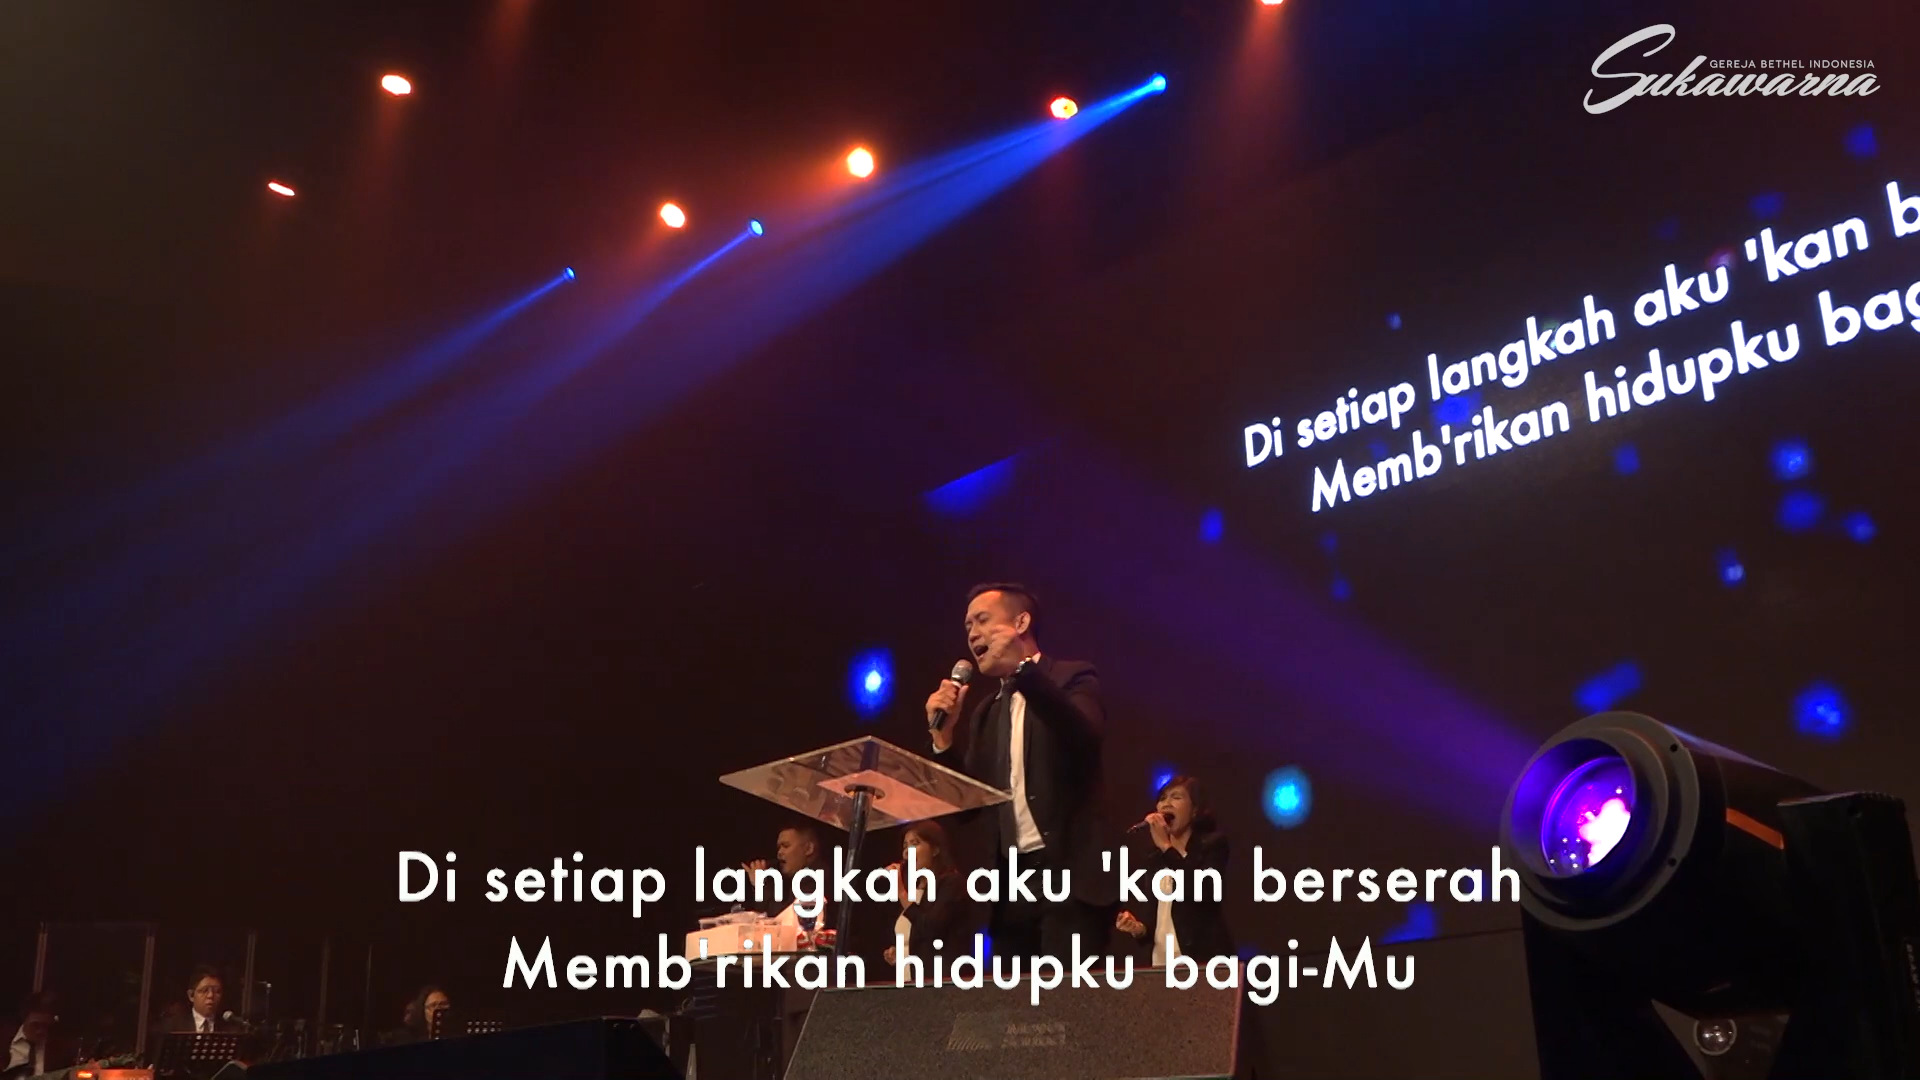 GEREJA BETHEL INDONESIA
Sukawarna
Di setiap langkah aku 'kan b
Memb'rikan hidupku bag
Di setiap langkah aku 'kan berserah
Memb'rikan hidupku bagi-Mu